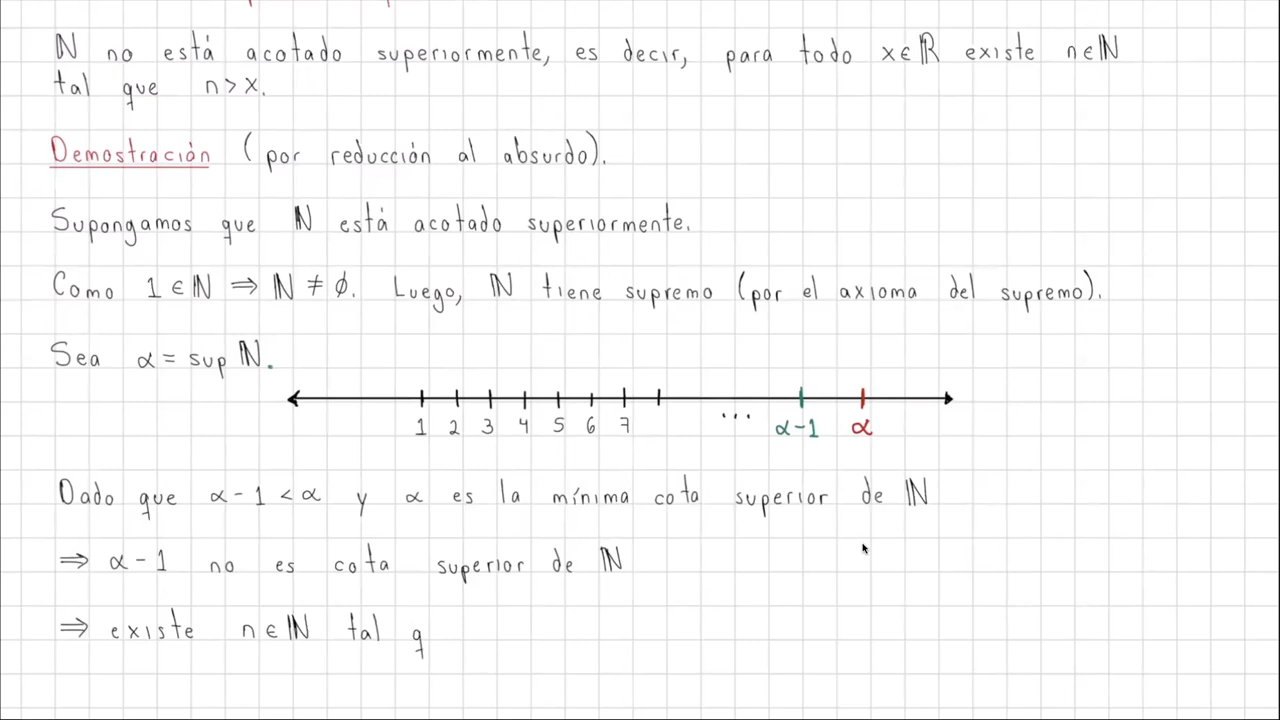 ℕ no está acotado superiormente, es decir, para todo x∈ℝ existe n∈ℕ
tal que n>x.
Demostración (por reducción al absurdo).
Supongamos que ℕ está acotado superiormente.
Como 1∈ℕ ⇒ ℕ ≠ ∅. Luego, ℕ tiene supremo (por el axioma del supremo).
Sea α = sup ℕ.
1 2 3 4 5 6 7 ... α-1 α
Dado que α-1 < α y α es la mínima cota superior de ℕ
⇒ α-1 no es cota superior de ℕ
⇒ existe n∈ℕ tal q